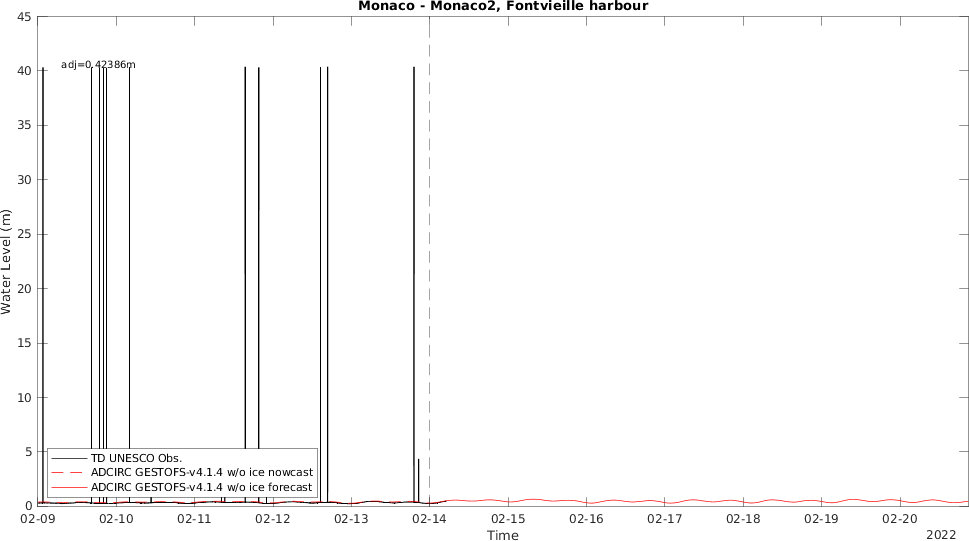 Monaco - Monaco2, Fontvieille harbour
adj=0.42386m
Water Level (m)
45
40
35
30
25
20
15
10
5
0
TD UNESCO Obs.
ADCIRC GESTOFS-v4.1.4 w/o ice nowcast
ADCIRC GESTOFS-v4.1.4 w/o ice forecast
02-09 02-10 02-11 02-12 02-13 02-14 02-15 02-16 02-17 02-18 02-19 02-20
Time
2022